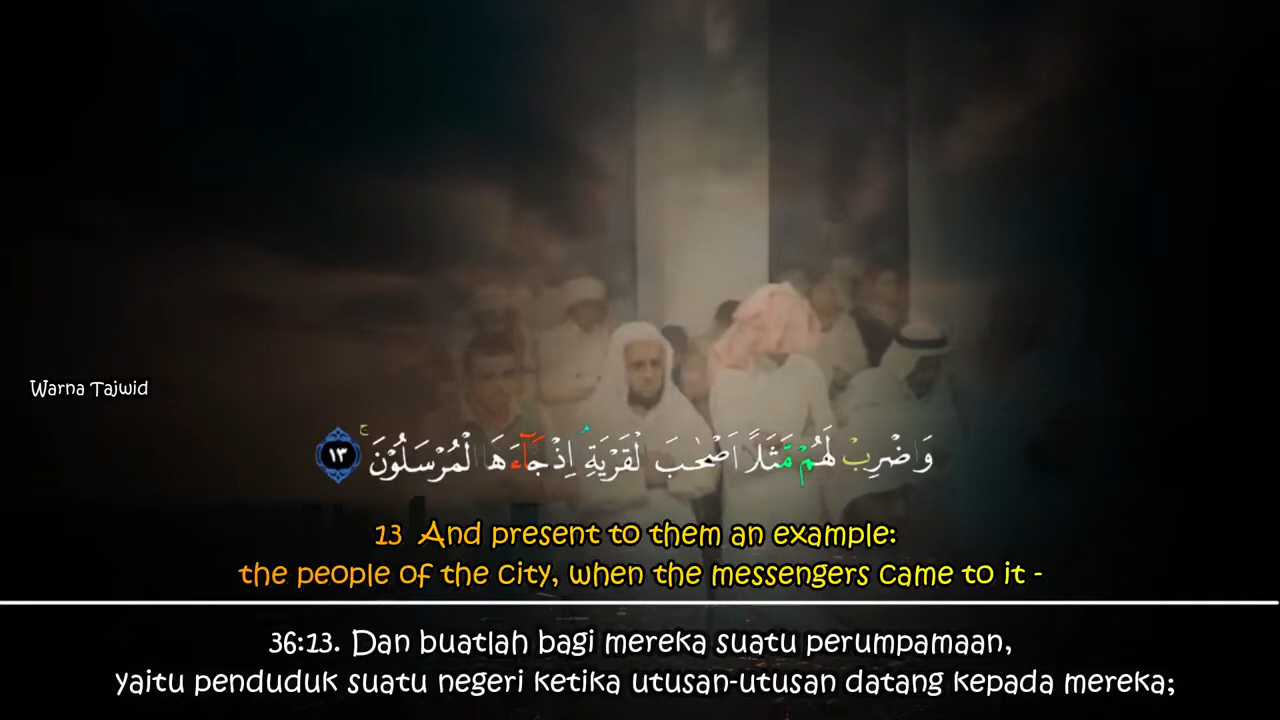 Warna Tajwid
وَاضْرِبْ لَهُمْ مَّثَلًا اَصْحٰبَ الْقَرْيَةِۘ اِذْ جَاۤءَهَا الْمُرْسَلُوْنَۚ ١٣
13 And present to them an example:
the people of the city, when the messengers came to it -
36:13. Dan buatlah bagi mereka suatu perumpamaan,
yaitu penduduk suatu negeri ketika utusan-utusan datang kepada mereka;